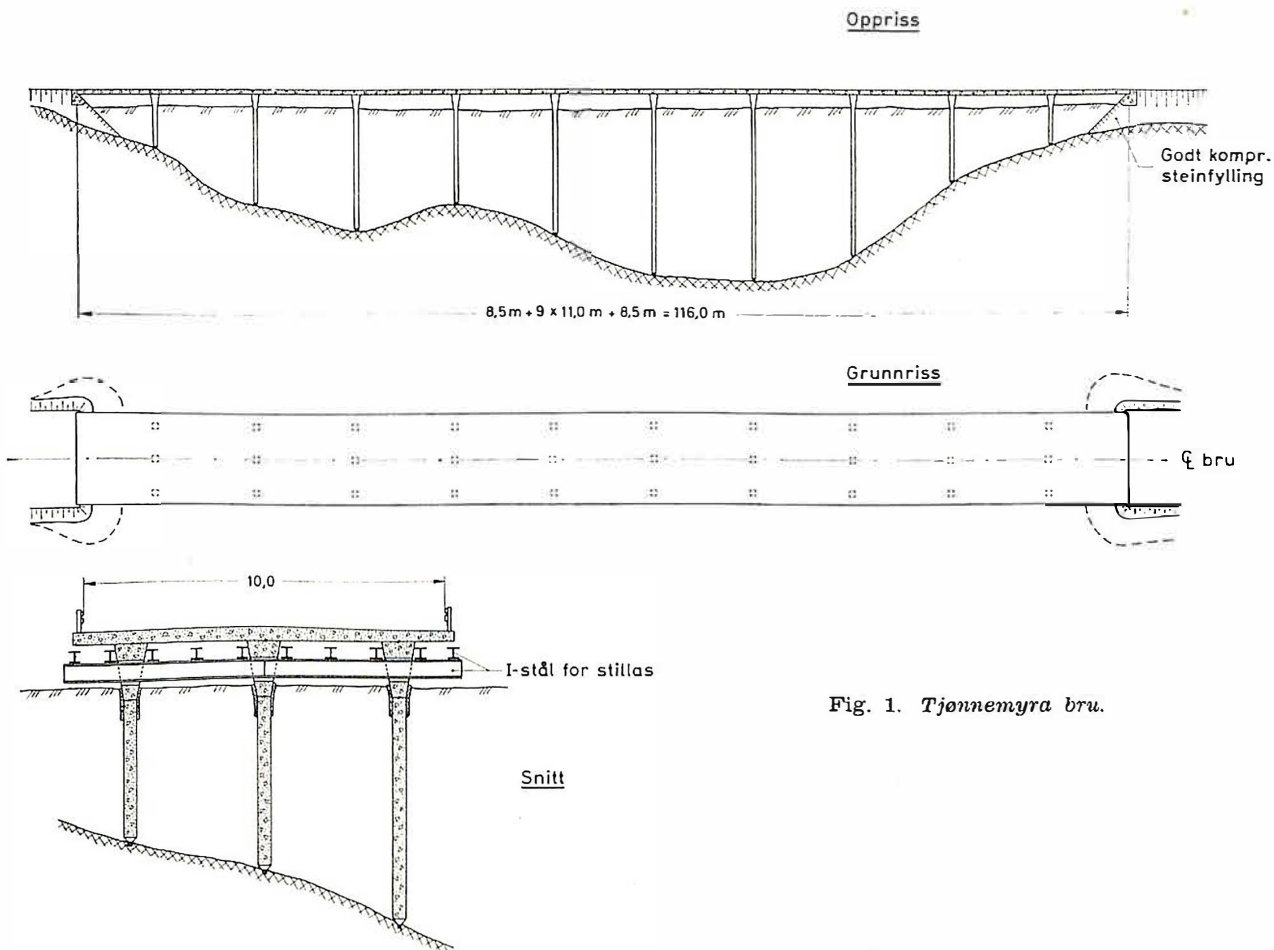 Oppriss
Godt kompr.
steinfylling
8,5 m + 9 x 11,0 m + 8,5 m = 116,0 m
Grunnriss
℄ bru
10,0
I-stål for stillas
Fig. 1. Tjønnemyra bru.
Snitt